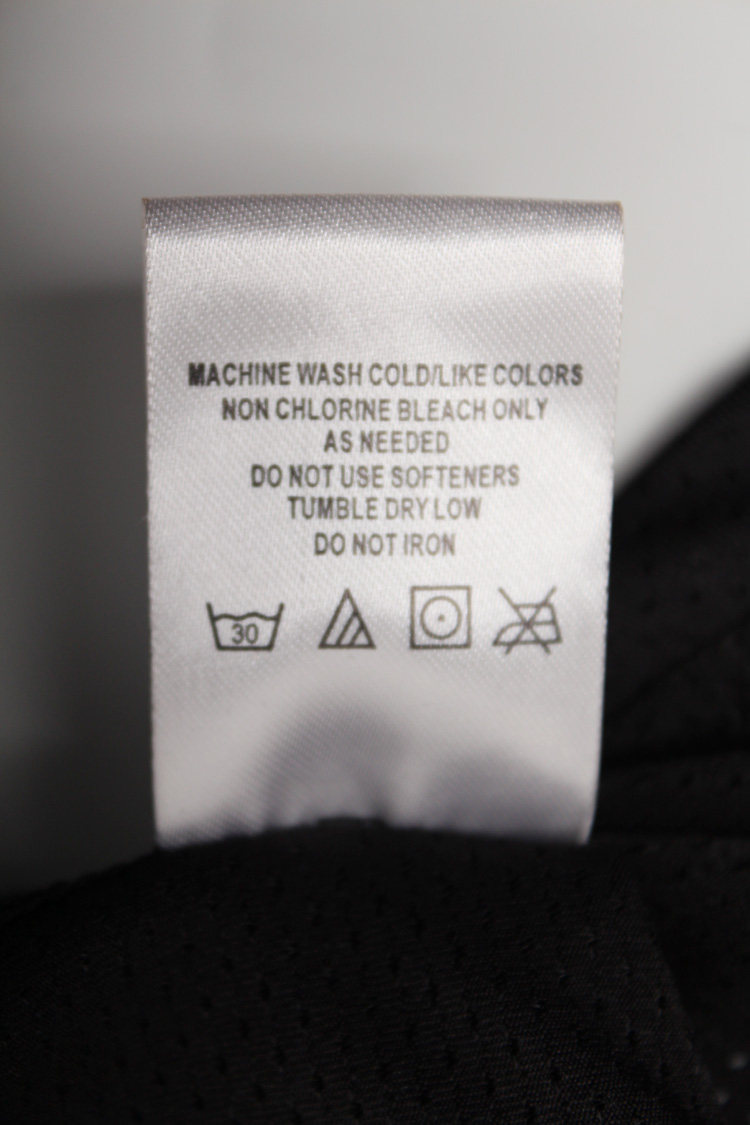 MACHINE WASH COLD/LIKE COLORS
NON CHLORINE BLEACH ONLY
AS NEEDED
DO NOT USE SOFTENERS
TUMBLE DRY LOW
DO NOT IRON
30